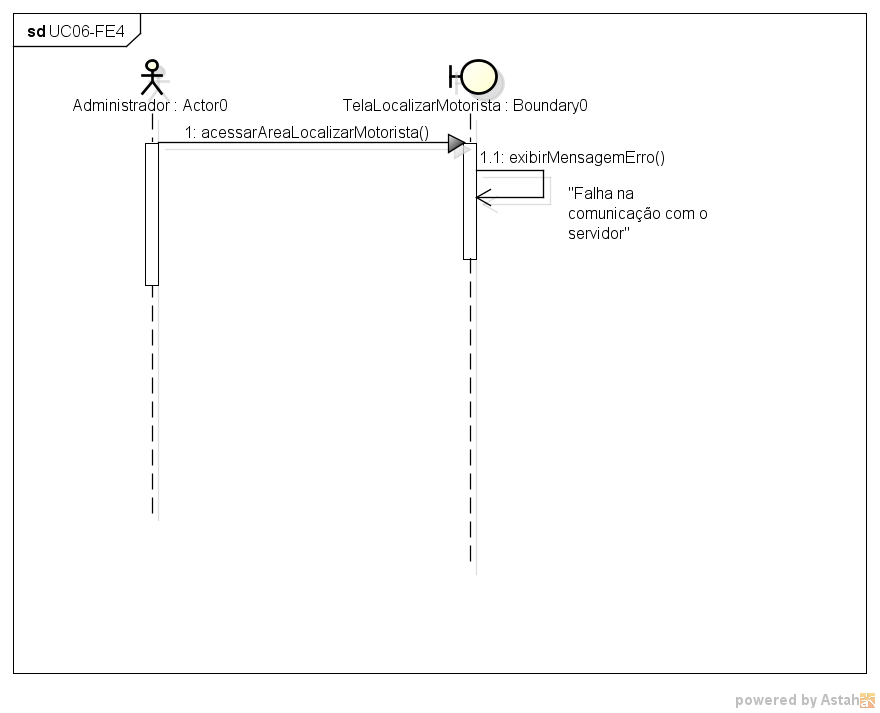 sd UC06-FE4
Administrador : Actor0
TelaLocalizarMotorista : Boundary0
1: acessarAreaLocalizarMotorista()
1.1: exibirMensagemErro()
"Falha na
comunicação com o
servidor"
powered by Astah